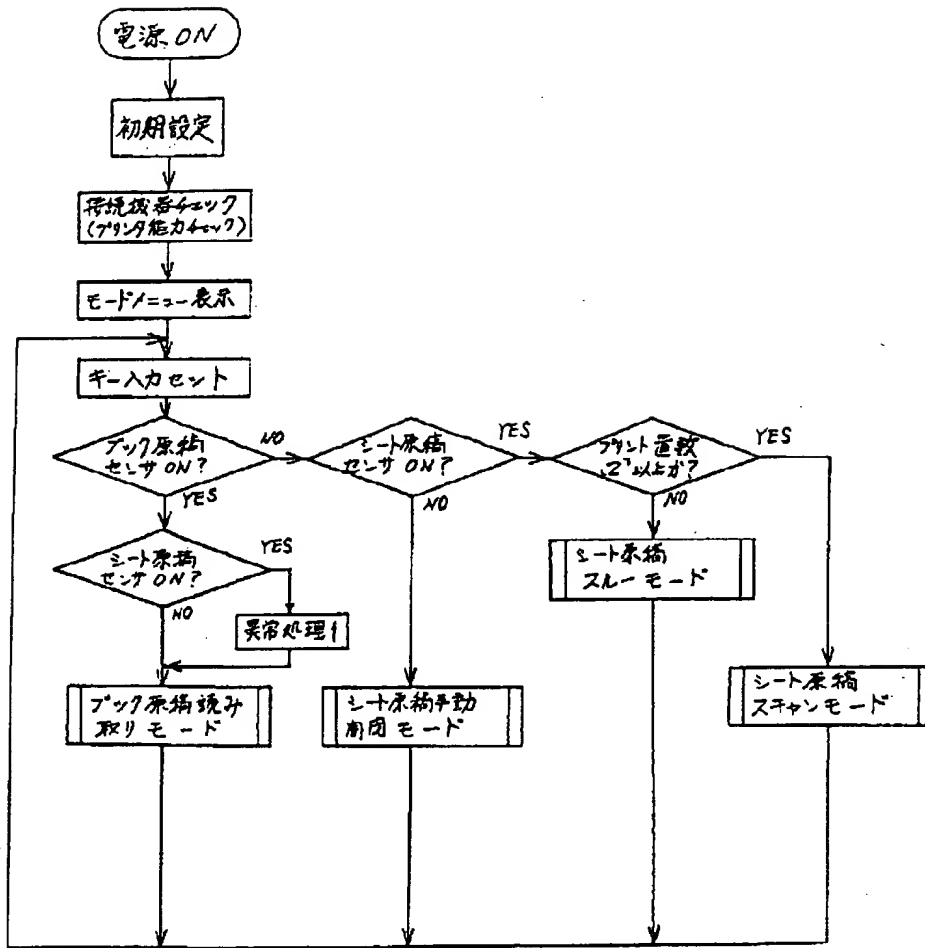 電源ON
初期設定
接続機器チェック
(プリンタ能力チェック)
モードメニュー表示
キー入力セット
ブック原稿
センサON?
NO
YES
シート原稿
センサON?
YES
NO
プリント置数
"2"以上か?
YES
NO
シート原稿
センサON?
YES
NO
異常処理1
シート原稿
スルーモード
ブック原稿読み
取りモード
シート原稿手動
開閉モード
シート原稿
スキャンモード